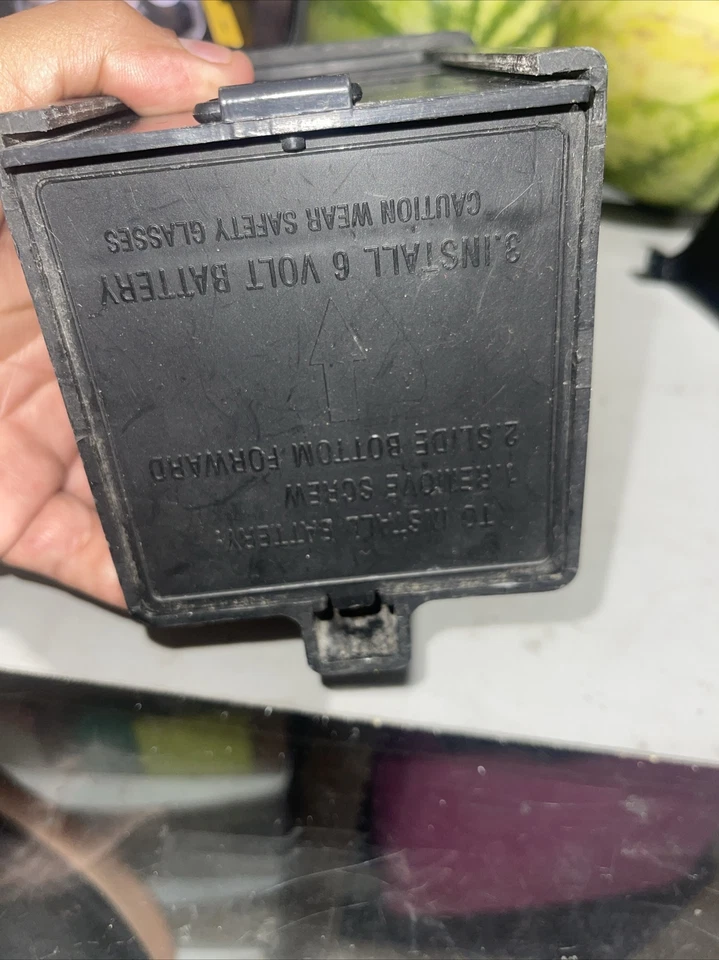 TO INSTALL BATTERY:
1.REMOVE SCREW
2.SLIDE BOTTOM FORWARD
3.INSTALL 6 VOLT BATTERY
CAUTION WEAR SAFETY GLASSES